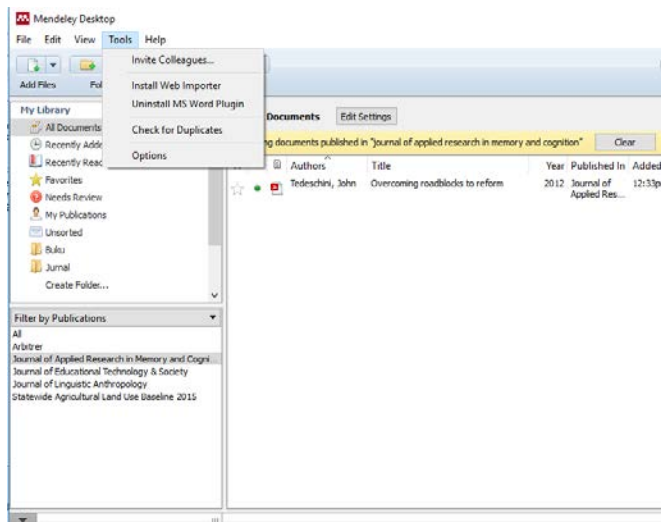 Mendeley Desktop
File Edit View Tools Help
Invite Colleagues...
Install Web Importer
Uninstall MS Word Plugin
Check for Duplicates
Options
Add Files
My Library
All Documents
Recently Adde
Recently Read
Favorites
Needs Review
My Publications
Unsorted
Buku
Jurnal
Create Folder...
Filter by Publications
All
Arbitrer
Journal of Applied Research in Memory and Cogni...
Journal of Educational Technology & Society
Journal of Linguistic Anthropology
Statewide Agricultural Land Use Baseline 2015
Documents Edit Settings
ng documents published in "journal of applied research in memory and cognition" Clear
Authors Title Year Published In Added
Tedeschini, John Overcoming roadblocks to reform 2012 Journal of Applied Res... 12:33p